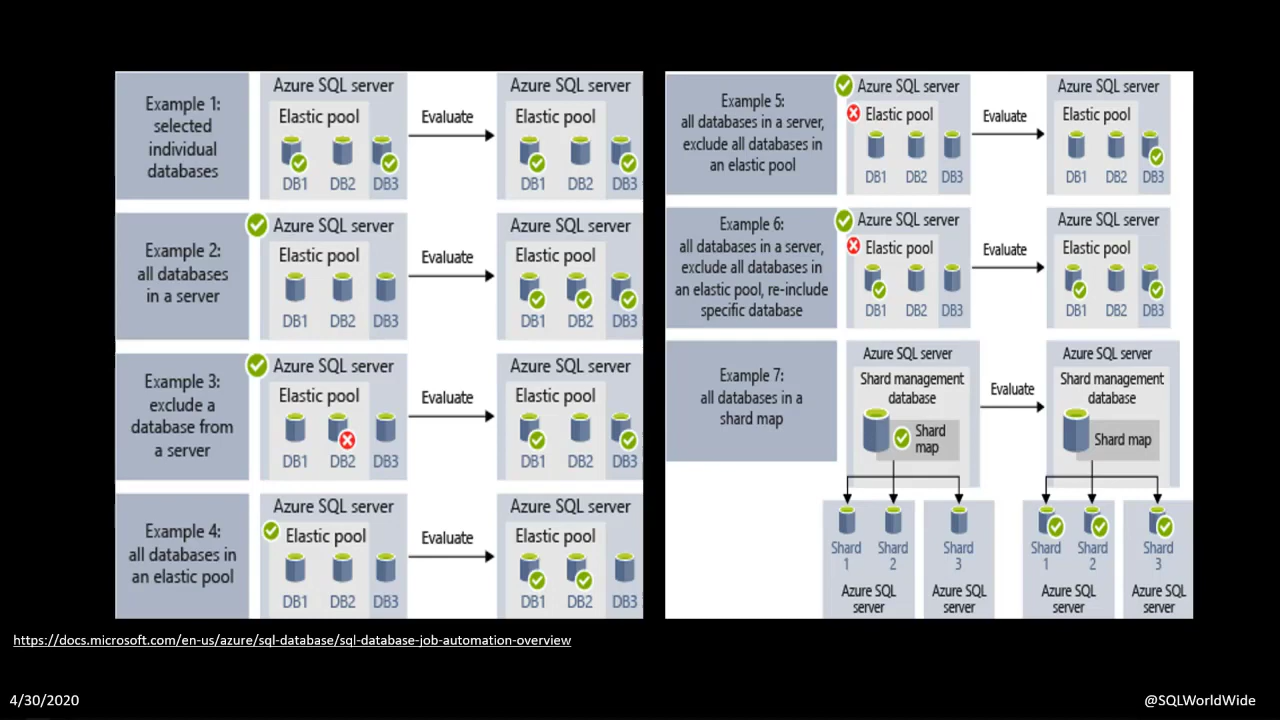 Example 1:
selected
individual
databases
Azure SQL server
Elastic pool
DB1 DB2 DB3
Evaluate
Azure SQL server
Elastic pool
DB1 DB2 DB3
Example 2:
all databases
in a server
Azure SQL server
Elastic pool
DB1 DB2 DB3
Evaluate
Azure SQL server
Elastic pool
DB1 DB2 DB3
Example 3:
exclude a
database from
a server
Azure SQL server
Elastic pool
DB1 DB2 DB3
Evaluate
Azure SQL server
Elastic pool
DB1 DB2 DB3
Example 4:
all databases in
an elastic pool
Azure SQL server
Elastic pool
DB1 DB2 DB3
Evaluate
Azure SQL server
Elastic pool
DB1 DB2 DB3
Example 5:
all databases in a server,
exclude all databases in
an elastic pool
Azure SQL server
Elastic pool
DB1 DB2 DB3
Evaluate
Azure SQL server
Elastic pool
DB1 DB2 DB3
Example 6:
all databases in a server,
exclude all databases in
an elastic pool, re-include
specific database
Azure SQL server
Elastic pool
DB1 DB2 DB3
Evaluate
Azure SQL server
Elastic pool
DB1 DB2 DB3
Example 7:
all databases in a
shard map
Azure SQL server
Shard management
database
Shard
map
Evaluate
Azure SQL server
Shard management
database
Shard map
Shard Shard Shard
1 2 3
Azure SQL Azure SQL
server server
Shard Shard Shard
1 2 3
Azure SQL Azure SQL
server server
https://docs.microsoft.com/en-us/azure/sql-database/sql-database-job-automation-overview
4/30/2020
@SQLWorldWide